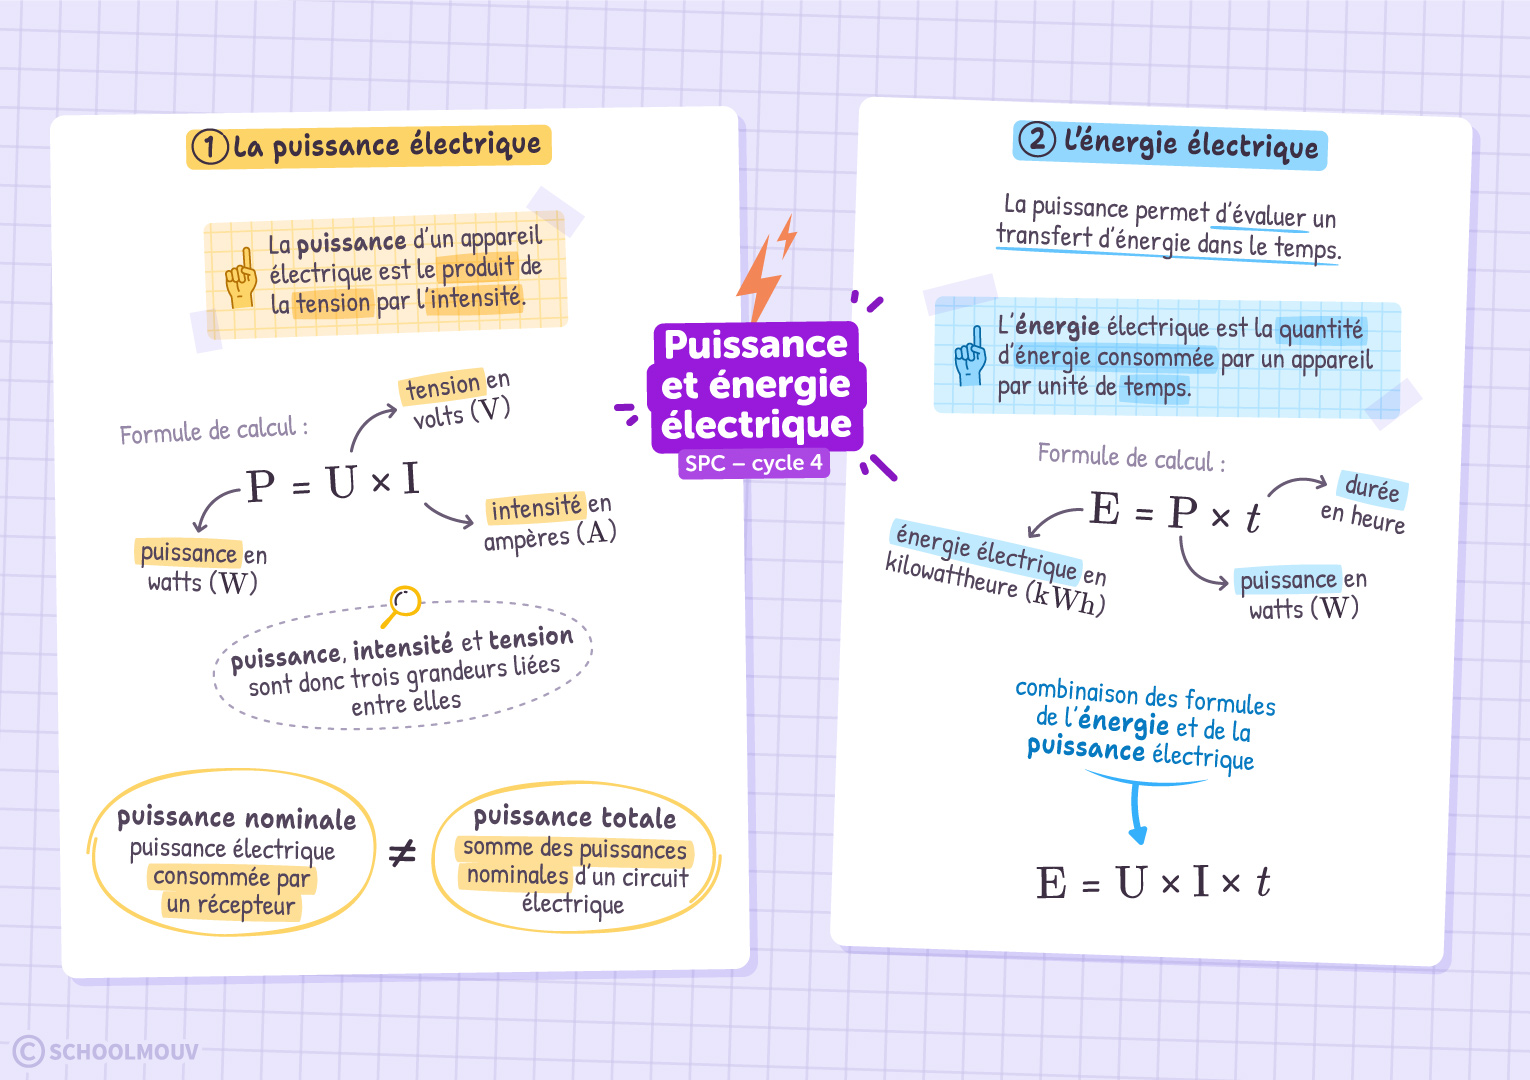 1 La puissance électrique
La puissance d'un appareil
électrique est le produit de
la tension par l'intensité.
Formule de calcul :
tension en
volts (V)
P = U × I
puissance en
watts (W)
intensité en
ampères (A)
puissance, intensité et tension
sont donc trois grandeurs liées
entre elles
puissance nominale
puissance électrique
consommée par
un récepteur
≠
puissance totale
somme des puissances
nominales d'un circuit
électrique
Puissance
et énergie
électrique
SPC – cycle 4
2 L'énergie électrique
La puissance permet d'évaluer un
transfert d'énergie dans le temps.
L'énergie électrique est la quantité
d'énergie consommée par un appareil
par unité de temps.
Formule de calcul :
E = P × t
durée
en heure
énergie électrique en
kilowattheure (kWh)
puissance en
watts (W)
combinaison des formules
de l'énergie et de la
puissance électrique
E = U × I × t
© SCHOOLMOUV